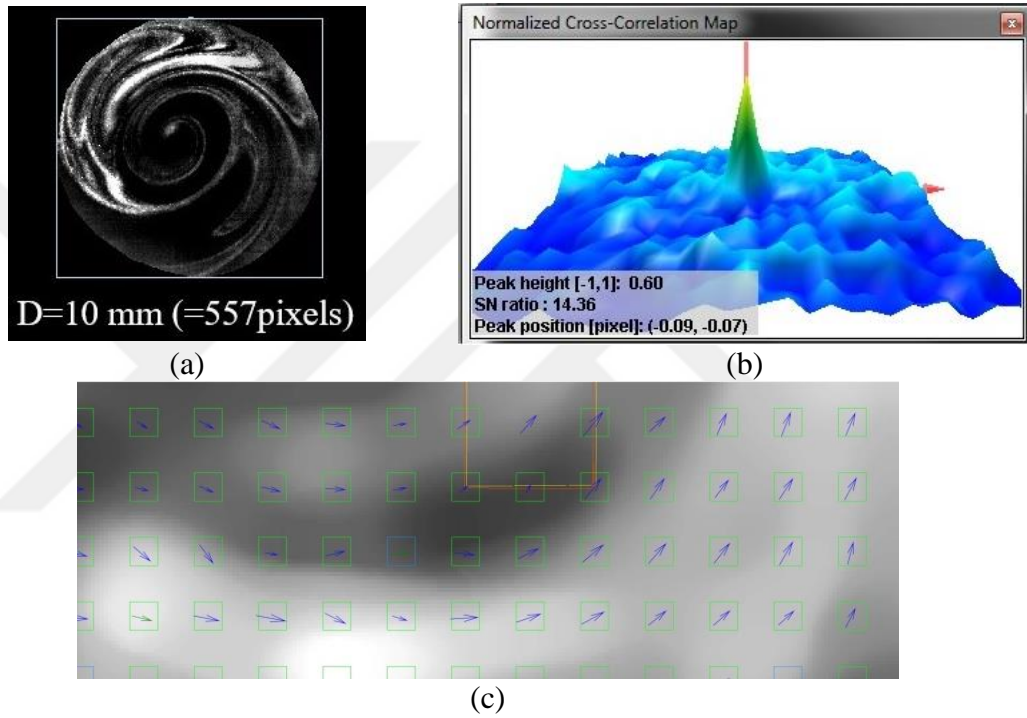 D=10 mm (=557pixels)
(a)
Normalized Cross-Correlation Map
Peak height [-1,1]: 0.60
SN ratio : 14.36
Peak position [pixel]: (-0.09, -0.07)
(b)
(c)